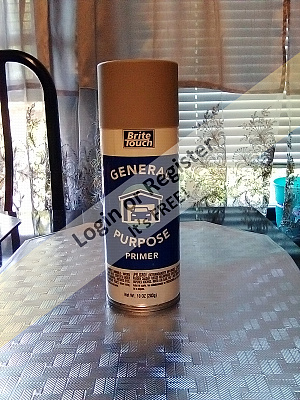 Brite
Touch
GENERAL
PURPOSE
PRIMER
Net Wt. 10 OZ (283g)
Login or Register
It's FREE!